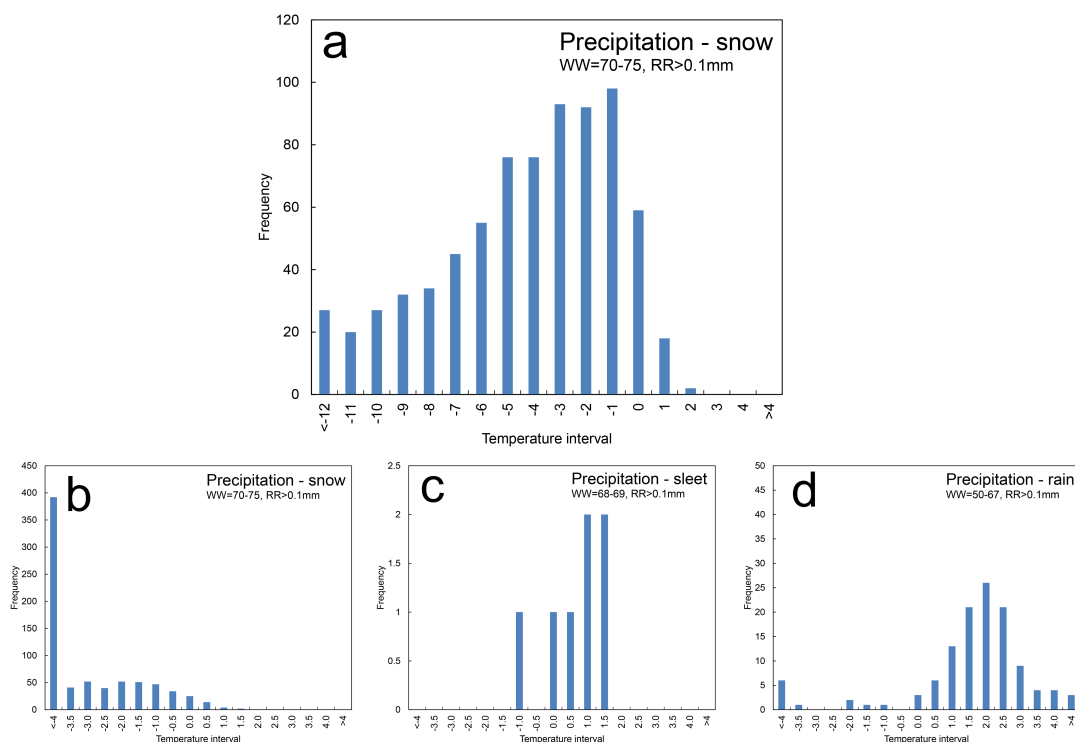 a
Precipitation - snow
WW=70-75, RR>0.1mm
120
100
80
60
40
20
0
Frequency
<-12 -11 -10 -9 -8 -7 -6 -5 -4 -3 -2 -1 0 1 2 3 4 >4
Temperature interval
b
Precipitation - snow
WW=70-75, RR>0.1mm
450
400
350
300
250
200
150
100
50
0
Frequency
<-4 -3.5 -3.0 -2.5 -2.0 -1.5 -1.0 -0.5 0.0 0.5 1.0 1.5 2.0 2.5 3.0 3.5 4.0 >4
Temperature interval
c
Precipitation - sleet
WW=68-69, RR>0.1mm
2.5
2
1.5
1
0.5
0
Frequency
<-4 -3.5 -3.0 -2.5 -2.0 -1.5 -1.0 -0.5 0.0 0.5 1.0 1.5 2.0 2.5 3.0 3.5 4.0 >4
Temperature interval
d
Precipitation - rain
WW=50-67, RR>0.1mm
50
45
40
35
30
25
20
15
10
5
0
Frequency
<-4 -3.5 -3.0 -2.5 -2.0 -1.5 -1.0 -0.5 0.0 0.5 1.0 1.5 2.0 2.5 3.0 3.5 4.0 >4
Temperature interval